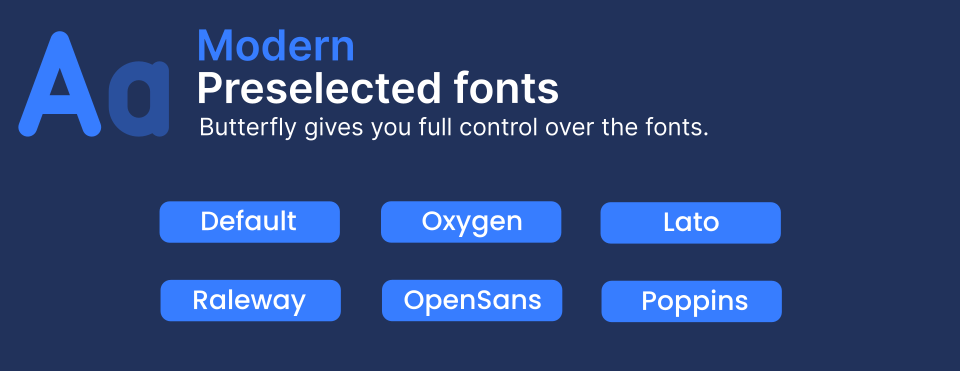 Aa
Modern
Preselected fonts
Butterfly gives you full control over the fonts.
Default
Oxygen
Lato
Raleway
OpenSans
Poppins